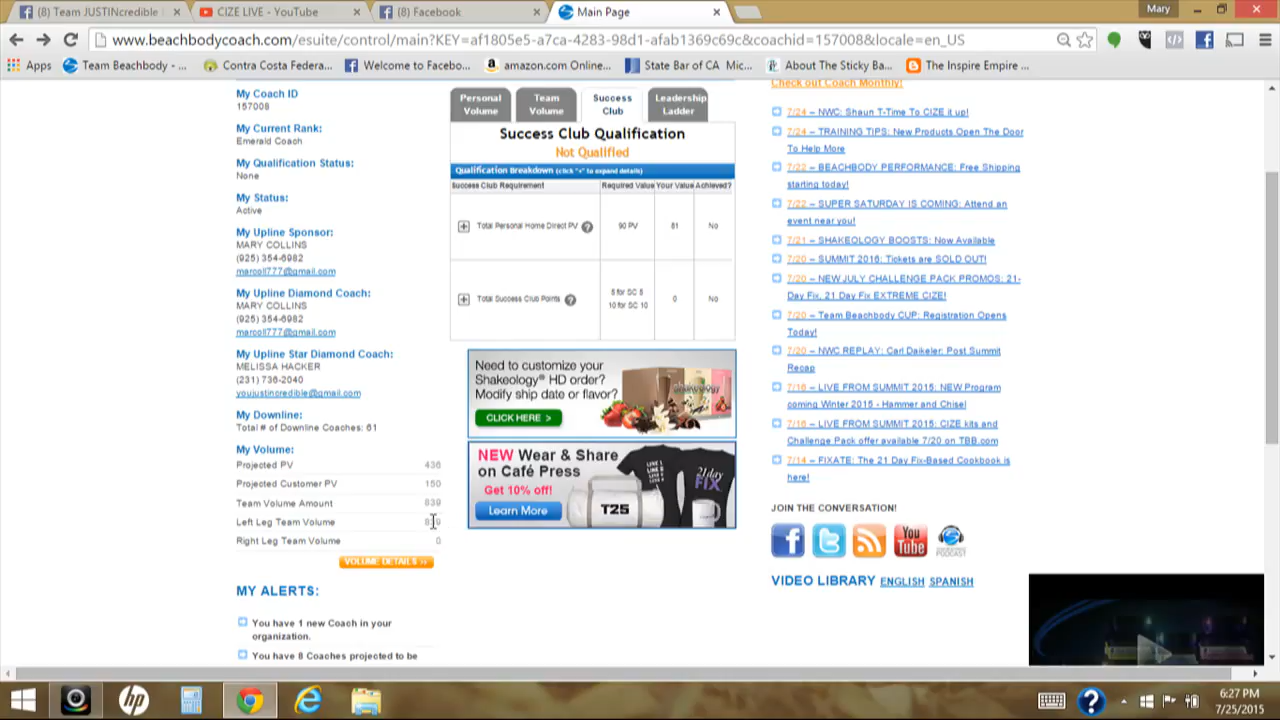 (8) Team JUSTINcredible
CIZE LIVE - YouTube
(8) Facebook
Main Page
Mary
www.beachbodycoach.com/esuite/control/main?KEY=af1805e5-a7ca-4283-98d1-afab1369c69c&coachid=157008&locale=en_US
Apps
Team Beachbody - ...
Contra Costa Federa...
Welcome to Facebo...
amazon.com Online...
State Bar of CA Mic...
About The Sticky Ba...
The Inspire Empire ...
My Coach ID
157008
My Current Rank:
Emerald Coach
My Qualification Status:
None
My Status:
Active
My Upline Sponsor:
MARY COLLINS
(925) 354-6982
marcoll777@gmail.com
My Upline Diamond Coach:
MARY COLLINS
(925) 354-6982
marcoll777@gmail.com
My Upline Star Diamond Coach:
MELISSA HACKER
(231) 736-2040
youjustincredible@gmail.com
My Downline:
Total # of Downline Coaches: 61
My Volume:
Projected PV 436
Projected Customer PV 150
Team Volume Amount 839
Left Leg Team Volume
Right Leg Team Volume 0
VOLUME DETAILS >>
MY ALERTS:
You have 1 new Coach in your
organization.
You have 8 Coaches projected to be
Personal
Volume
Team
Volume
Success
Club
Leadership
Ladder
Success Club Qualification
Not Qualified
Qualification Breakdown (click "+" to expand details)
Success Club Requirement Required Value Your Value Achieved?
Total Personal Home Direct PV ? 90 PV 81 No
Total Success Club Points ? 5 for SC 5 0 No
10 for SC 10
Need to customize your
Shakeology® HD order?
Modify ship date or flavor?
CLICK HERE >
shakeology
NEW Wear & Share
on Café Press
Get 10% off!
Learn More
T25
21 day
FIX
Check out Coach Monthly!
7/24 – NWC: Shaun T-Time To CIZE it up!
7/24 – TRAINING TIPS: New Products Open The Door
To Help More
7/22 – BEACHBODY PERFORMANCE: Free Shipping
starting today!
7/22 – SUPER SATURDAY IS COMING: Attend an
event near you!
7/21 – SHAKEOLOGY BOOSTS: Now Available
7/20 – SUMMIT 2016: Tickets are SOLD OUT!
7/20 – NEW JULY CHALLENGE PACK PROMOS: 21-
Day Fix, 21 Day Fix EXTREME CIZE!
7/20 – Team Beachbody CUP: Registration Opens
Today!
7/20 – NWC REPLAY: Carl Daikeler: Post Summit
Recap
7/16 – LIVE FROM SUMMIT 2015: NEW Program
coming Winter 2015 - Hammer and Chisel
7/16 – LIVE FROM SUMMIT 2015: CIZE kits and
Challenge Pack offer available 7/20 on TBB.com
7/14 – FIXATE: The 21 Day Fix-Based Cookbook is
here!
JOIN THE CONVERSATION!
You
Tube
PODCAST
VIDEO LIBRARY ENGLISH SPANISH
6:27 PM
7/25/2015